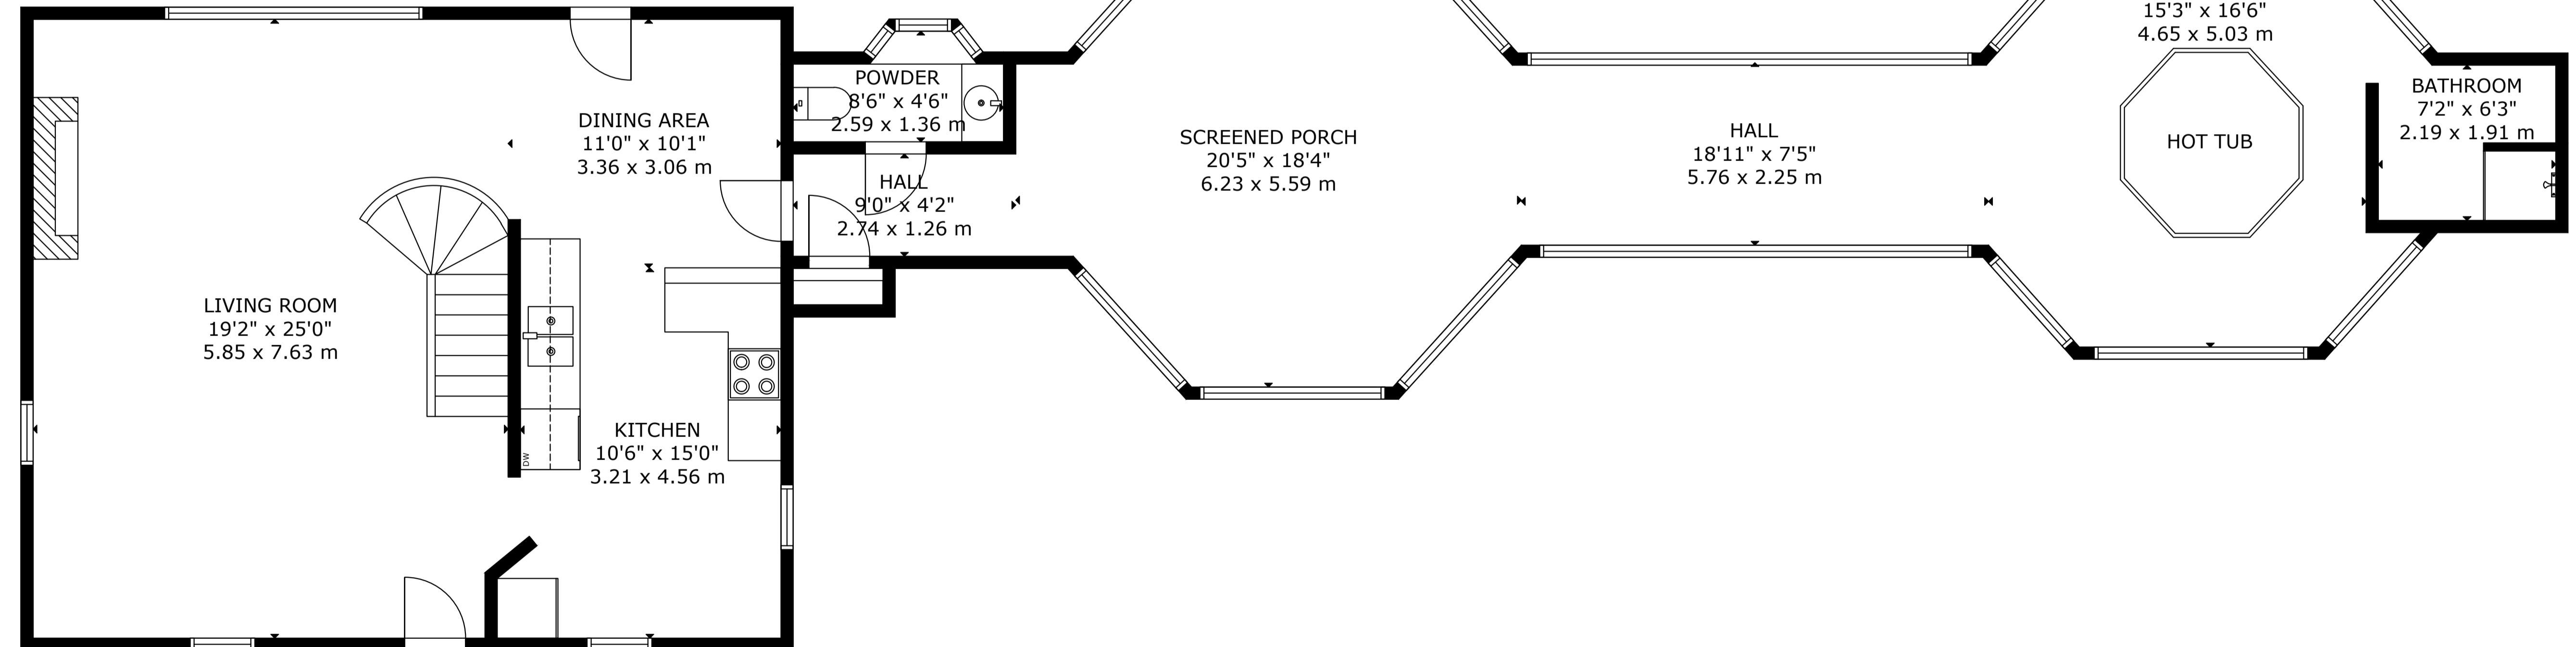 LIVING ROOM
19'2" x 25'0"
5.85 x 7.63 m
DINING AREA
11'0" x 10'1"
3.36 x 3.06 m
DW
KITCHEN
10'6" x 15'0"
3.21 x 4.56 m
POWDER
8'6" x 4'6"
2.59 x 1.36 m
HALL
9'0" x 4'2"
2.74 x 1.26 m
SCREENED PORCH
20'5" x 18'4"
6.23 x 5.59 m
HALL
18'11" x 7'5"
5.76 x 2.25 m
15'3" x 16'6"
4.65 x 5.03 m
HOT TUB
BATHROOM
7'2" x 6'3"
2.19 x 1.91 m